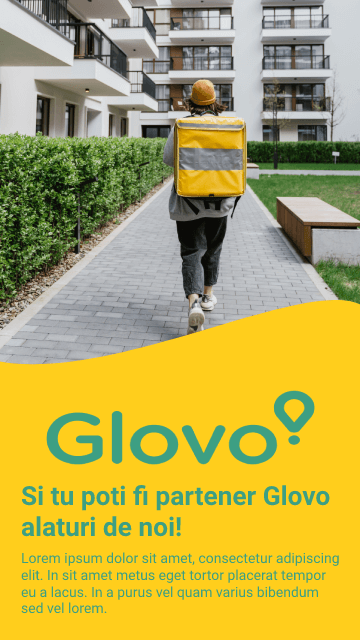 Glovo
Si tu poti fi partener Glovo
alaturi de noi!
Lorem ipsum dolor sit amet, consectetur adipiscing
elit. In sit amet metus eget tortor placerat tempor
eu a lacus. In a purus vel quam varius bibendum
sed vel lorem.